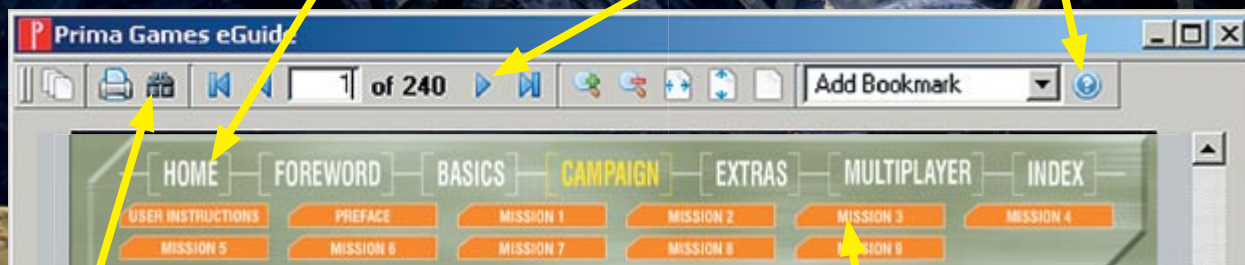 Prima Games eGuide
1 of 240 Add Bookmark
HOME FOREWORD BASICS CAMPAIGN EXTRAS MULTIPLAYER INDEX
USER INSTRUCTIONS PREFACE MISSION 1 MISSION 2 MISSION 3 MISSION 4
MISSION 5 MISSION 6 MISSION 7 MISSION 8 MISSION 9